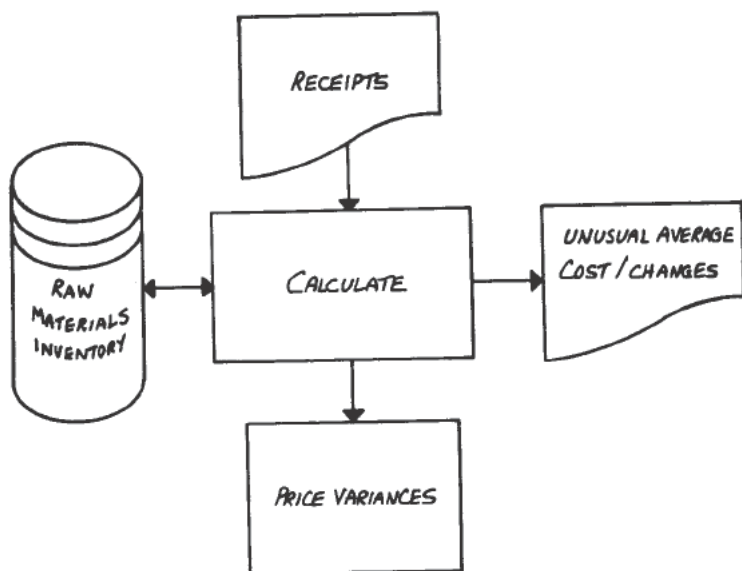 RECEIPTS
UNUSUAL AVERAGE
COST/CHANGES
CALCULATE
RAW
MATERIALS
INVENTORY
PRICE VARIANCES